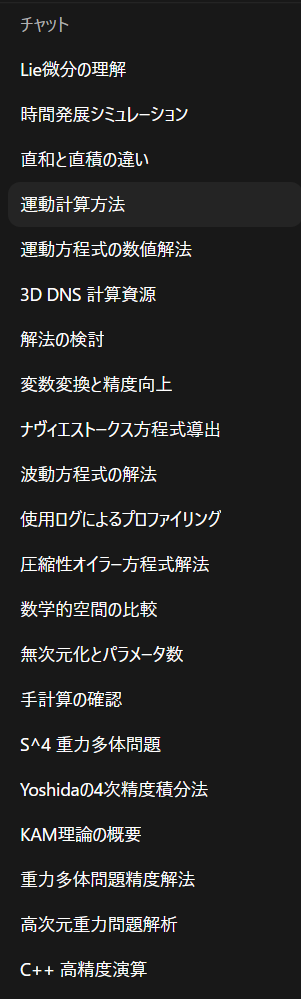 チャット
Lie微分の理解
時間発展シミュレーション
直和と直積の違い
運動計算方法
運動方程式の数値解法
3D DNS 計算資源
解法の検討
変数変換と精度向上
ナヴィエストークス方程式導出
波動方程式の解法
使用ログによるプロファイリング
圧縮性オイラー方程式解法
数学的空間の比較
無次元化とパラメータ数
手計算の確認
S^4 重力多体問題
Yoshidaの4次精度積分法
KAM理論の概要
重力多体問題精度解法
高次元重力問題解析
C++ 高精度演算